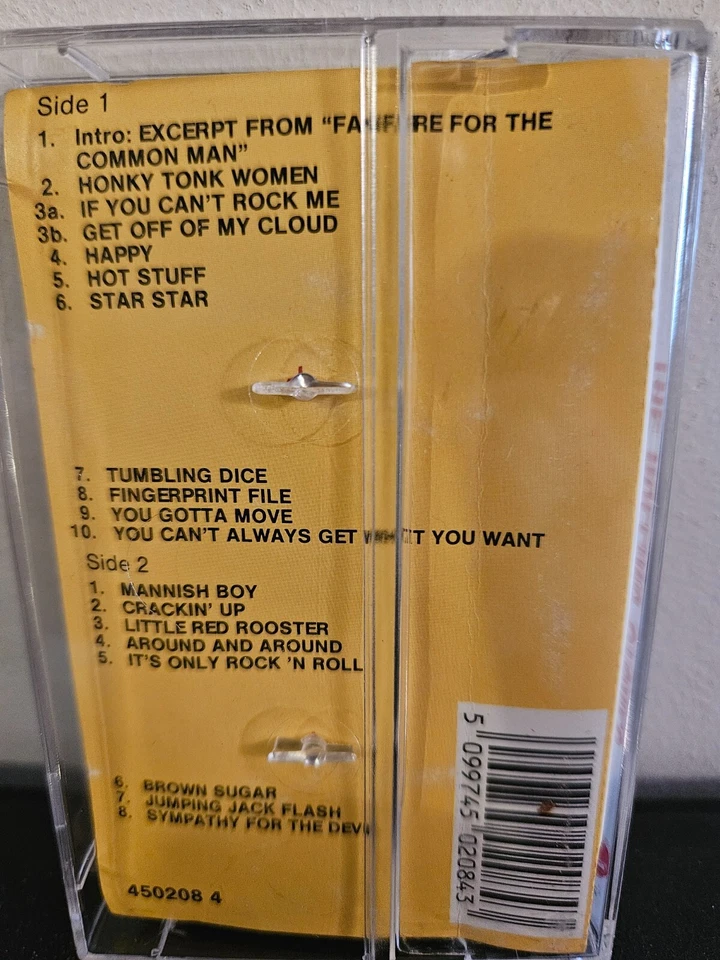 Side 1
1. Intro: EXCERPT FROM "FANFARE FOR THE
COMMON MAN"
2. HONKY TONK WOMEN
3a. IF YOU CAN'T ROCK ME
3b. GET OFF OF MY CLOUD
4. HAPPY
5. HOT STUFF
6. STAR STAR
7. TUMBLING DICE
8. FINGERPRINT FILE
9. YOU GOTTA MOVE
10. YOU CAN'T ALWAYS GET WHAT YOU WANT
Side 2
1. MANNISH BOY
2. CRACKIN' UP
3. LITTLE RED ROOSTER
4. AROUND AND AROUND
5. IT'S ONLY ROCK 'N ROLL
6. BROWN SUGAR
7. JUMPING JACK FLASH
8. SYMPATHY FOR THE DEVIL
450208 4
5 099745 020843